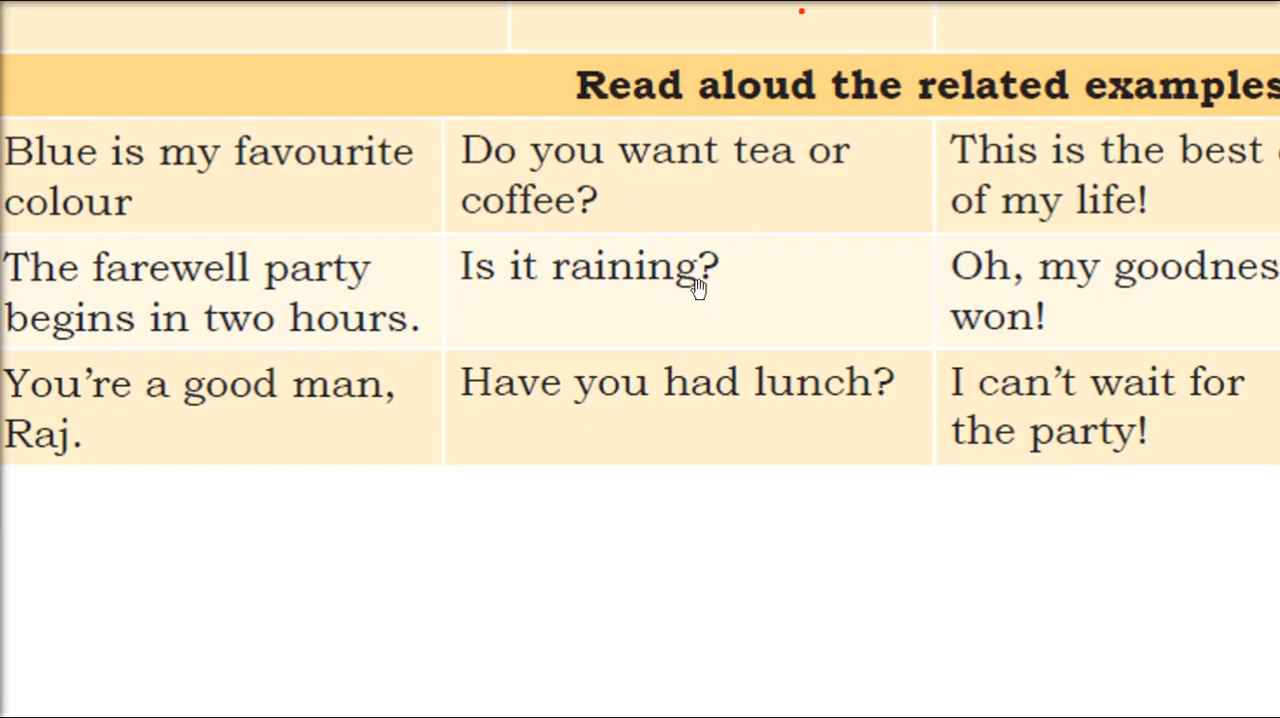 Read aloud the related examples
Blue is my favourite
colour
Do you want tea or
coffee?
This is the best
of my life!
The farewell party
begins in two hours.
Is it raining?
Oh, my goodnes
won!
You're a good man,
Raj.
Have you had lunch?
I can't wait for
the party!